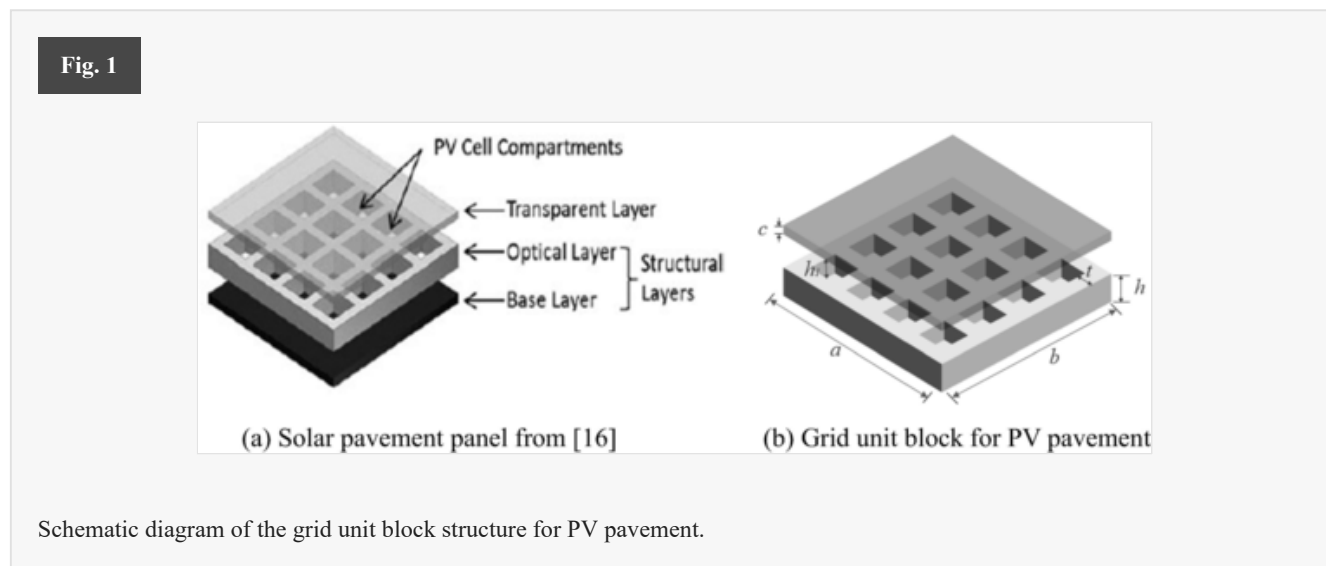 Fig. 1
PV Cell Compartments
Transparent Layer
Optical Layer
Structural
Layers
Base Layer
c
h₁
t
h
a
b
(a) Solar pavement panel from [16]
(b) Grid unit block for PV pavement
Schematic diagram of the grid unit block structure for PV pavement.